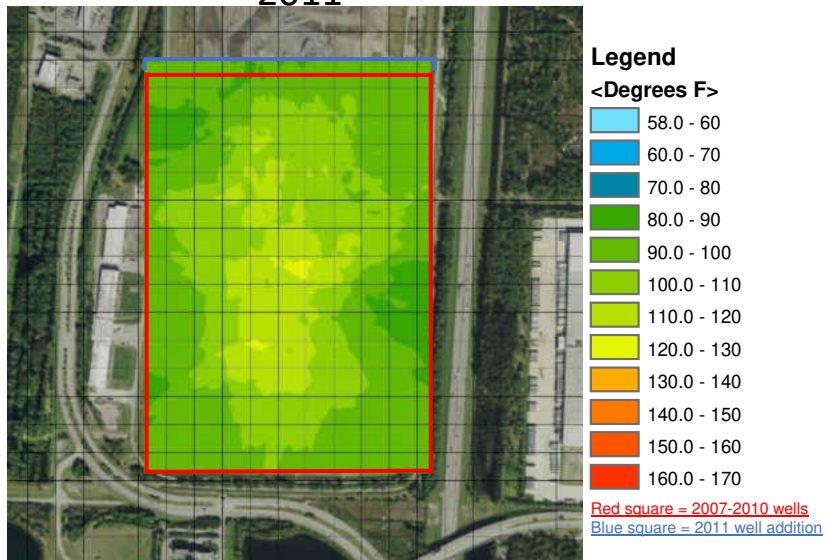 2011
Legend
<Degrees F>
58.0 - 60
60.0 - 70
70.0 - 80
80.0 - 90
90.0 - 100
100.0 - 110
110.0 - 120
120.0 - 130
130.0 - 140
140.0 - 150
150.0 - 160
160.0 - 170
Red square = 2007-2010 wells
Blue square = 2011 well addition